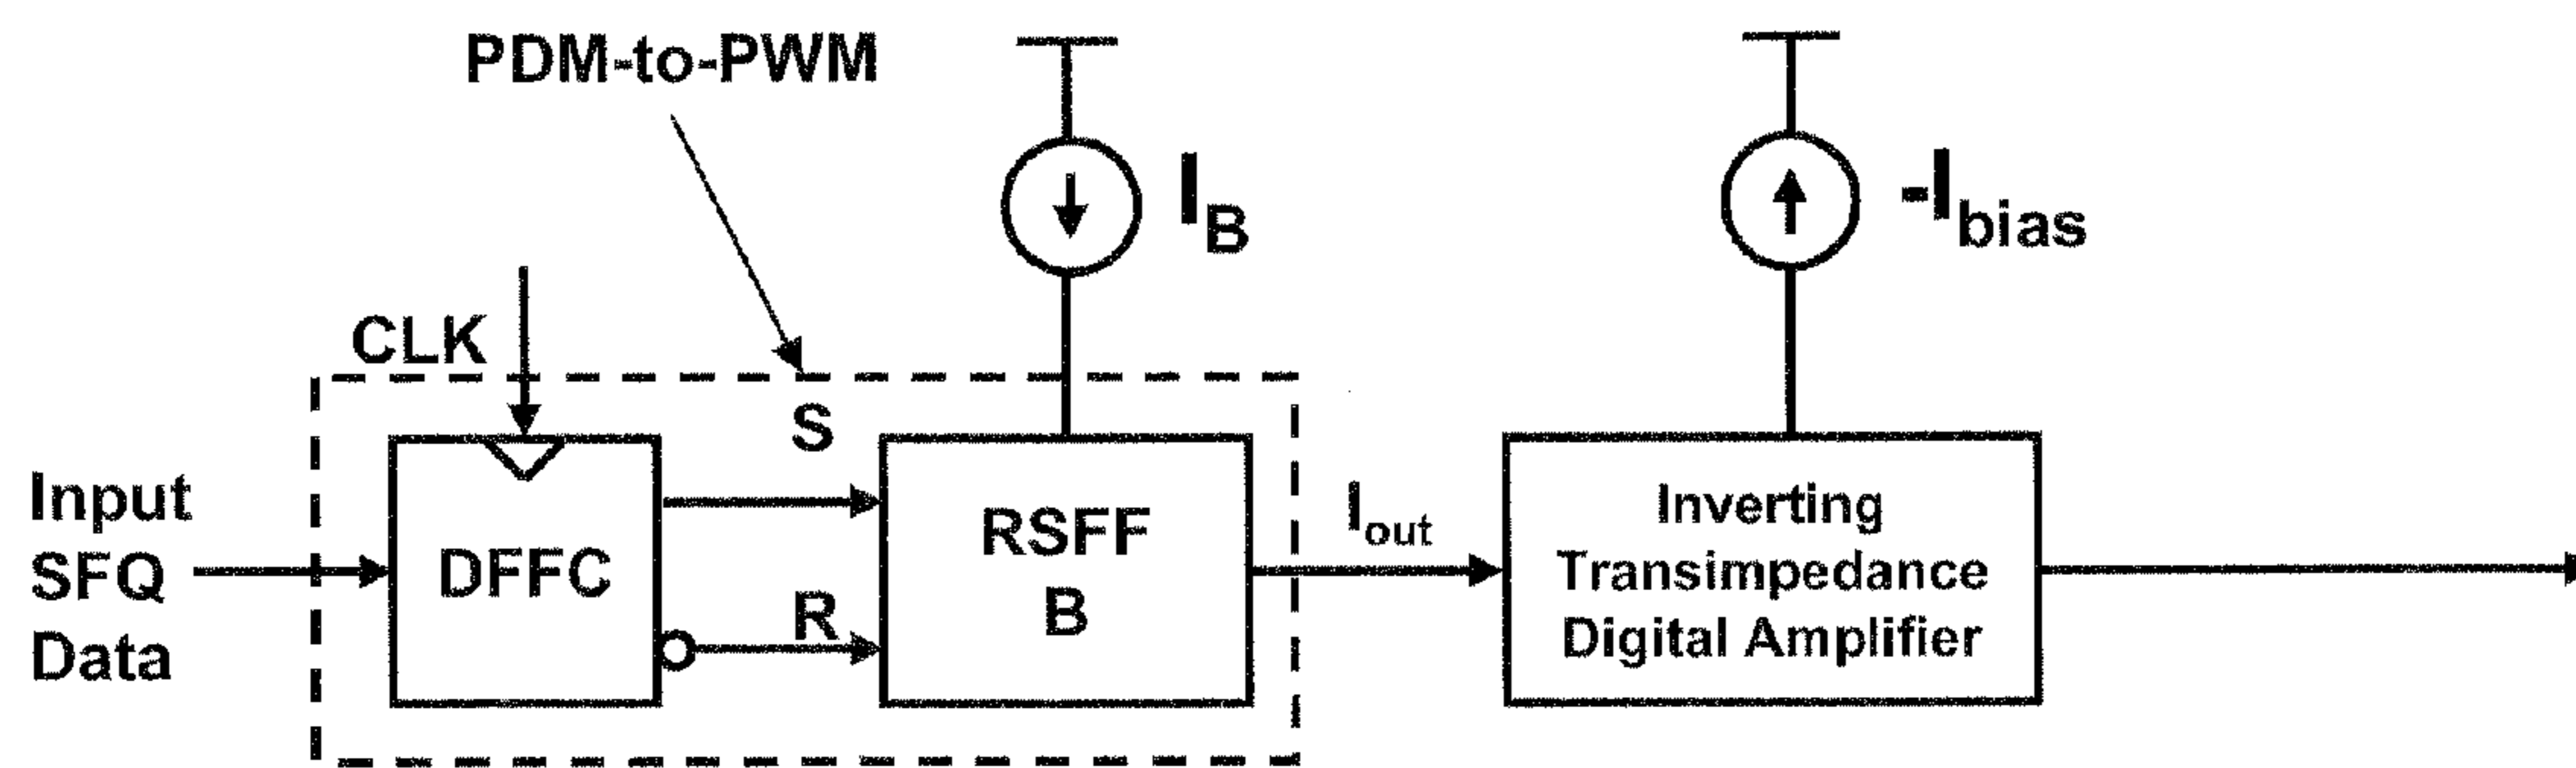 PDM-to-PWM
I_B
-I_bias
CLK
S
Input
SFQ
Data
DFFC
R
RSFF
B
I_out
Inverting
Transimpedance
Digital Amplifier